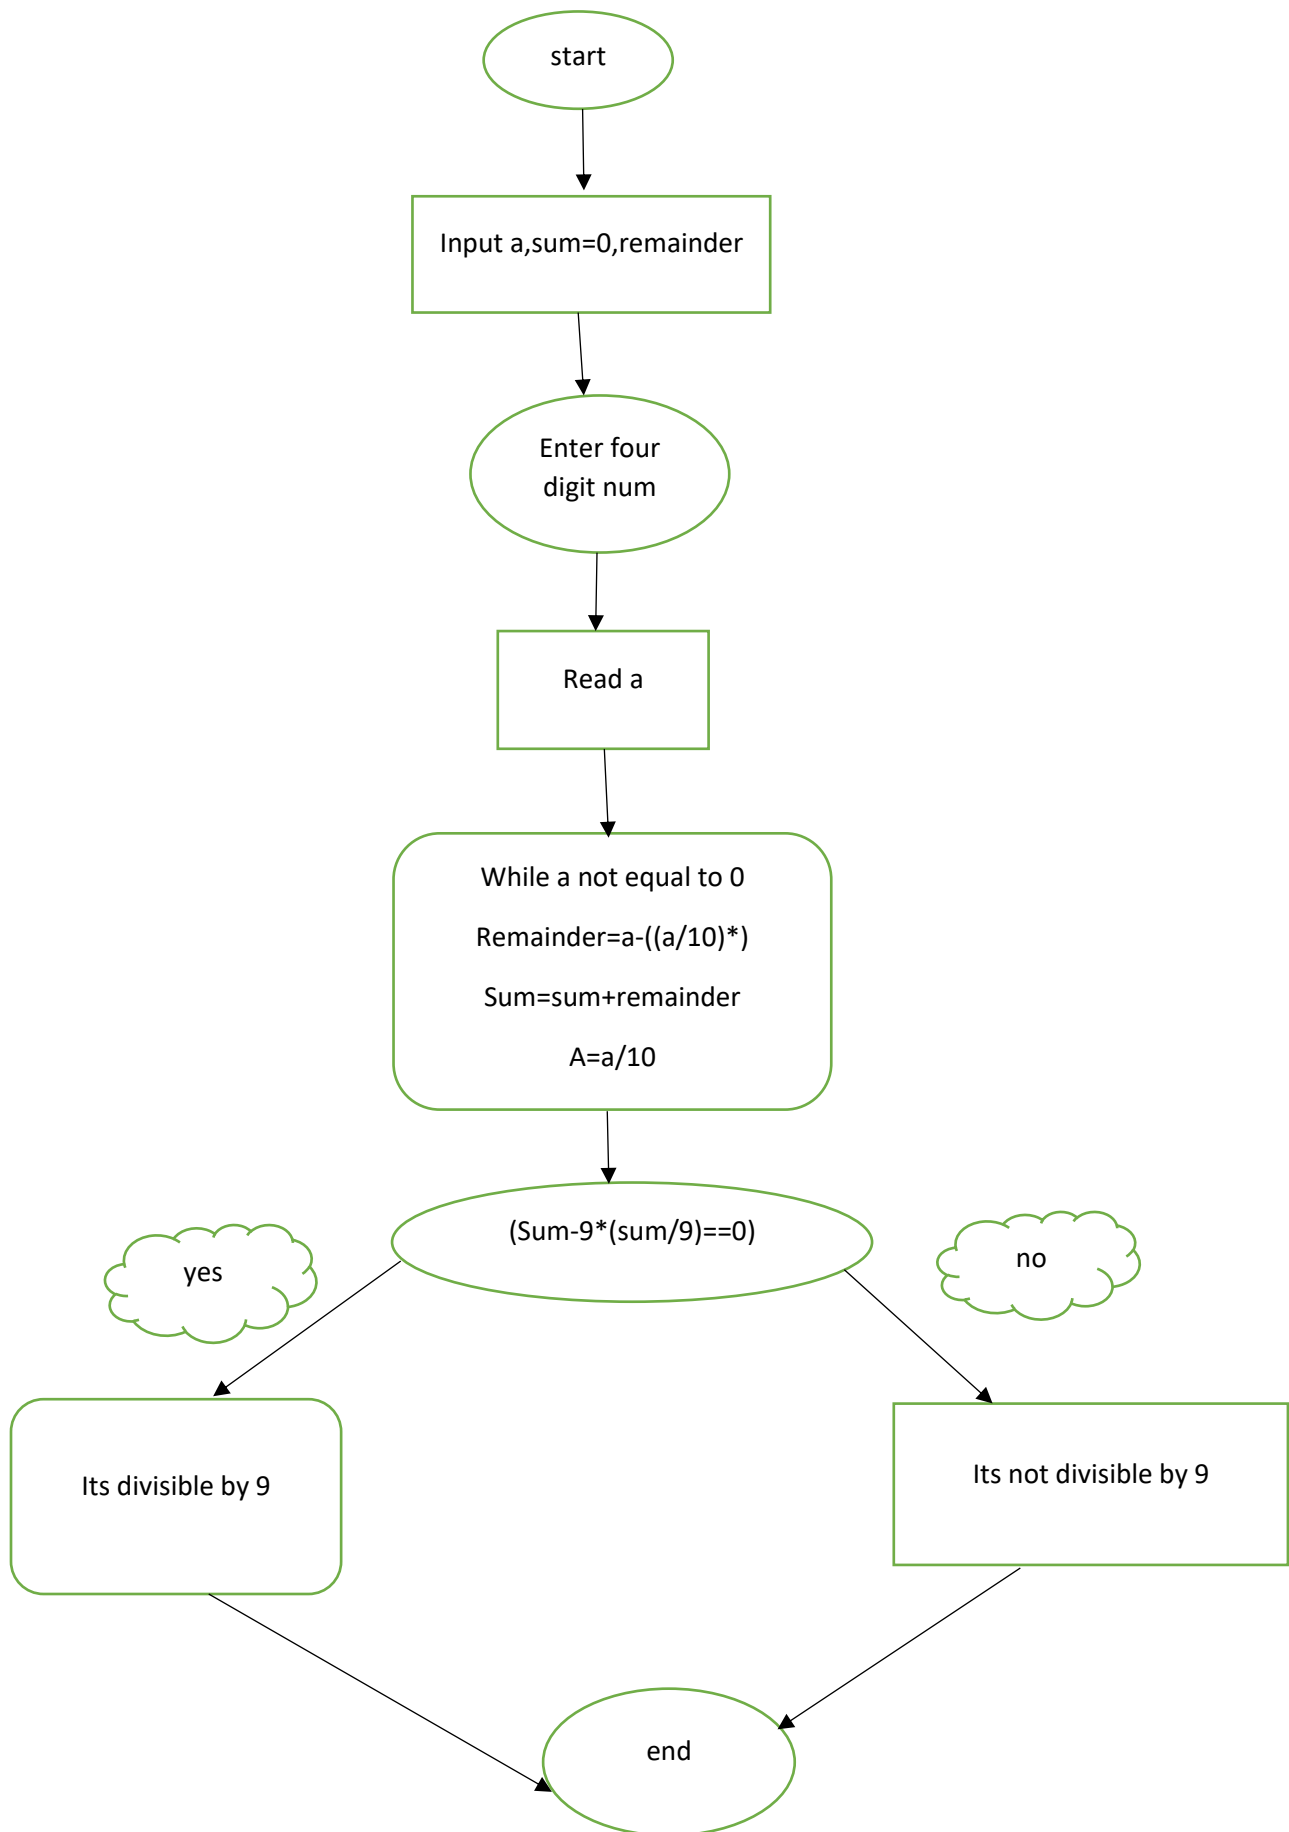 start
Input a,sum=0,remainder
Enter four
digit num
Read a
While a not equal to 0
Remainder=a-((a/10)*)
Sum=sum+remainder
A=a/10
(Sum-9*(sum/9)==0)
yes
no
Its divisible by 9
Its not divisible by 9
end